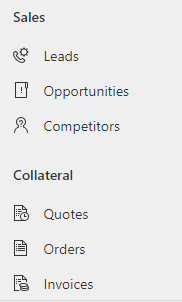 Sales
Leads
Opportunities
Competitors
Collateral
Quotes
Orders
Invoices